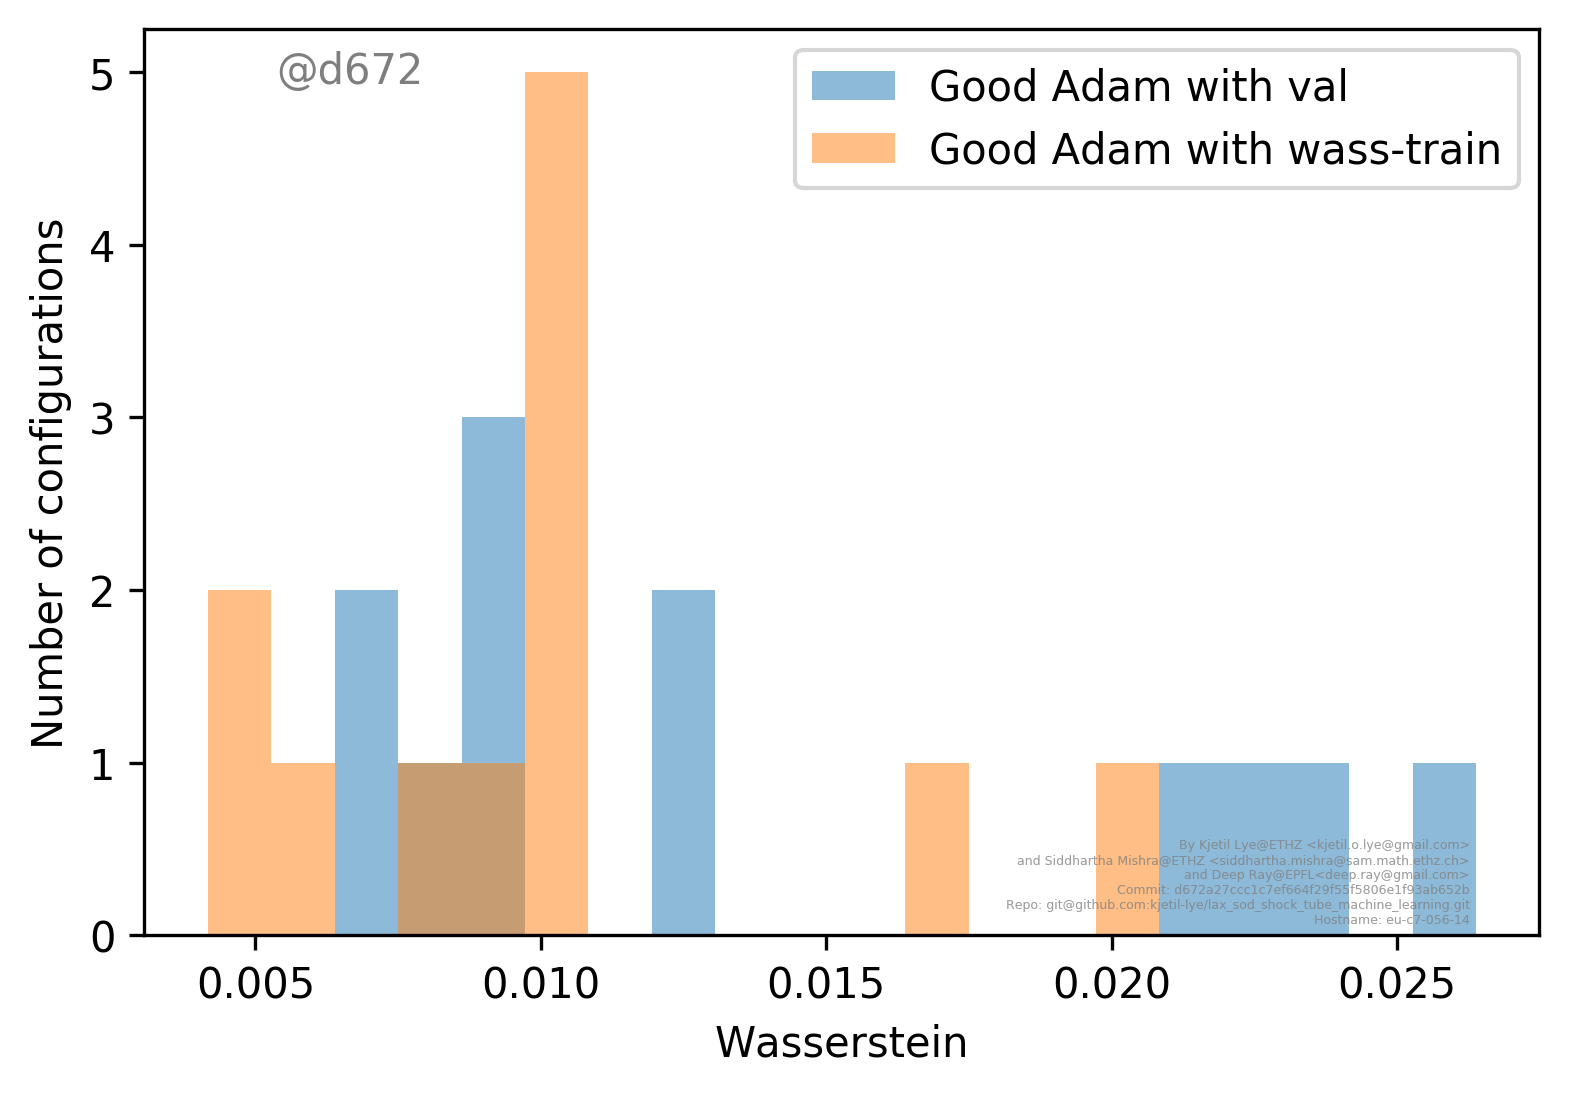 @d672
Good Adam with val
Good Adam with wass-train
5
4
3
2
1
0
Number of configurations
0.005 0.010 0.015 0.020 0.025
Wasserstein
By Kjetil Lye@ETHZ <kjetil.o.lye@gmail.com>
and Siddhartha Mishra@ETHZ <siddhartha.mishra@sam.math.ethz.ch>
and Deep Ray@EPFL<deep.ray@gmail.com>
Commit: d672a27ccc1c7ef664f29f55f5806e1f93ab652b
Repo: git@github.com:kjetil-lye/lax_sod_shock_tube_machine_learning.git
Hostname: eu-c7-056-14